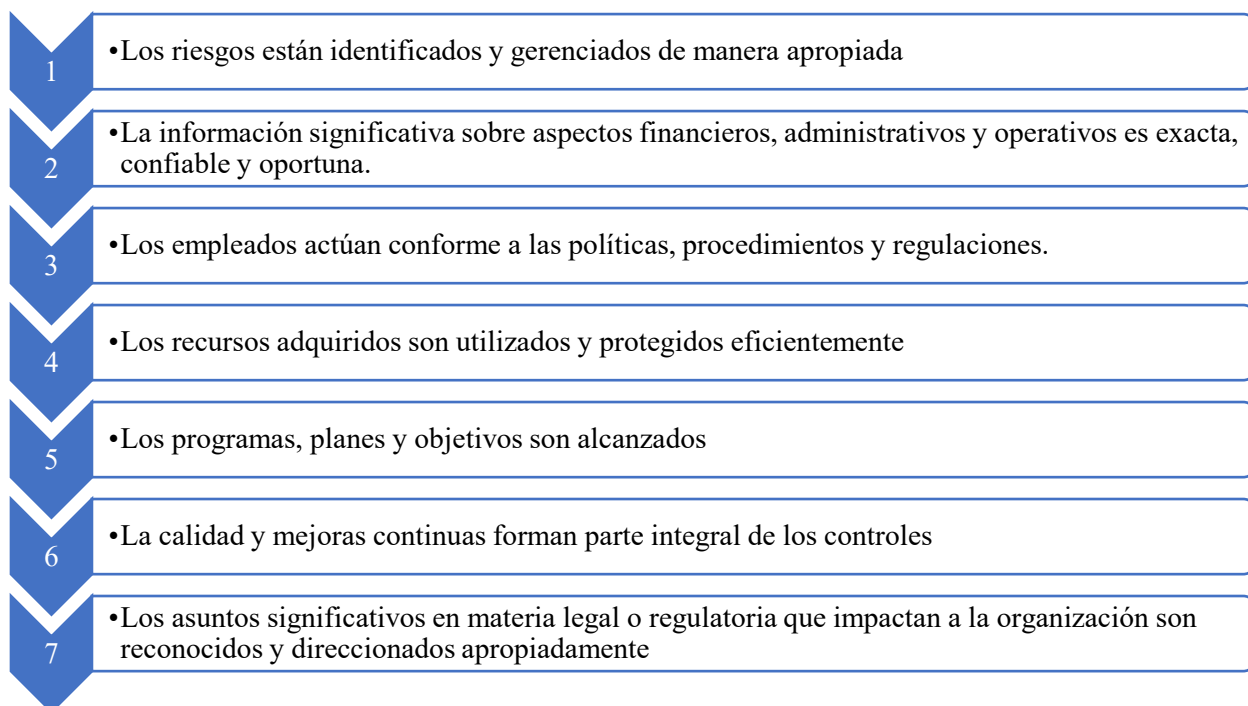 1
•Los riesgos están identificados y gerenciados de manera apropiada
2
•La información significativa sobre aspectos financieros, administrativos y operativos es exacta,
confiable y oportuna.
3
•Los empleados actúan conforme a las políticas, procedimientos y regulaciones.
4
•Los recursos adquiridos son utilizados y protegidos eficientemente
5
•Los programas, planes y objetivos son alcanzados
6
•La calidad y mejoras continuas forman parte integral de los controles
7
•Los asuntos significativos en materia legal o regulatoria que impactan a la organización son
reconocidos y direccionados apropiadamente